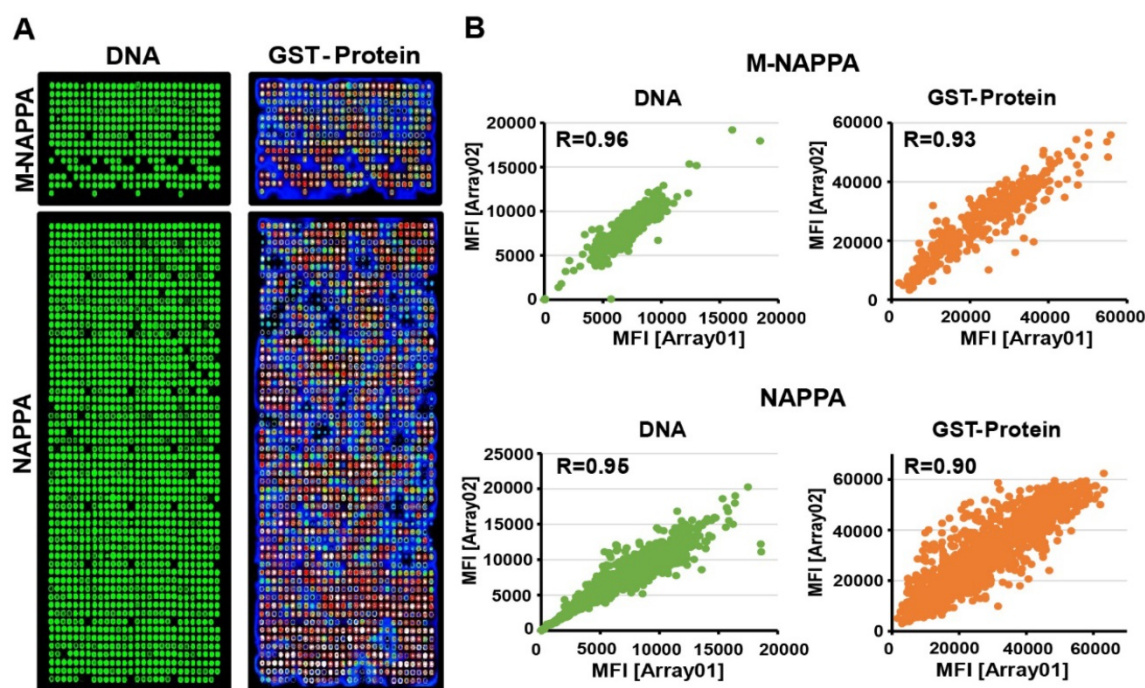 A
DNA
GST-Protein
M-NAPPA
NAPPA
B
M-NAPPA
DNA
R=0.96
MFI [Array02]
20000
15000
10000
5000
0
0 5000 10000 15000 20000
MFI [Array01]
GST-Protein
R=0.93
MFI [Array02]
60000
40000
20000
0
0 20000 40000 60000
MFI [Array01]
NAPPA
DNA
R=0.95
MFI [Array02]
25000
20000
15000
10000
5000
0
0 5000 10000 15000 20000
MFI [Array01]
GST-Protein
R=0.90
MFI [Array02]
80000
60000
40000
20000
0
0 20000 40000 60000
MFI [Array01]